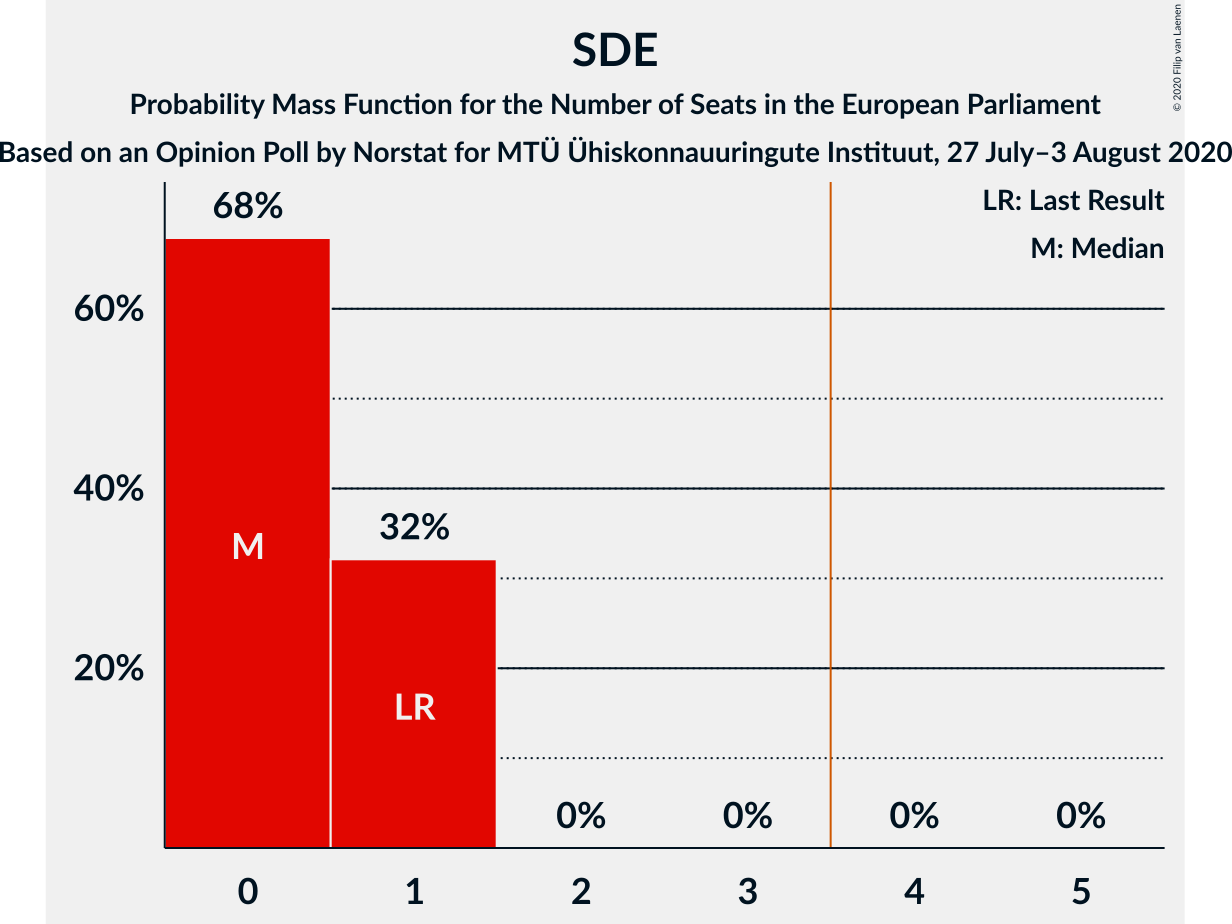 SDE
Probability Mass Function for the Number of Seats in the European Parliament
Based on an Opinion Poll by Norstat for MTÜ Ühiskonnauuringute Instituut, 27 July–3 August 2020
© 2020 Filip van Laenen
LR: Last Result
M: Median
68%
60%
40%
32%
M
20%
LR
0% 0% 0% 0%
0 1 2 3 4 5